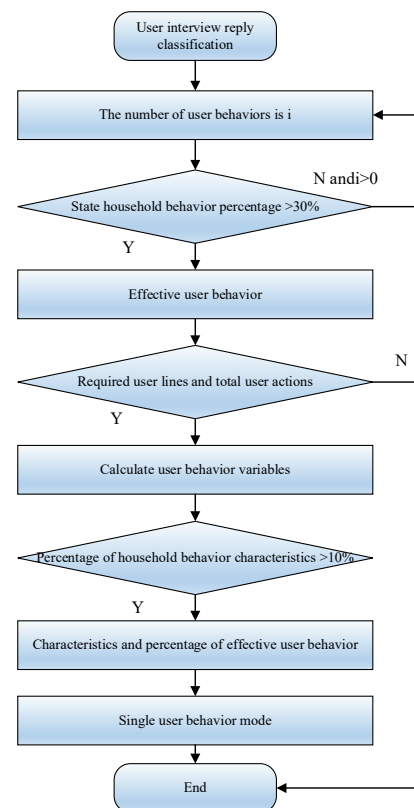 User interview reply
classification
The number of user behaviors is i
N andi>0
State household behavior percentage >30%
Y
Effective user behavior
N
Required user lines and total user actions
Y
Calculate user behavior variables
Percentage of household behavior characteristics >10%
Y
Characteristics and percentage of effective user behavior
Single user behavior mode
End